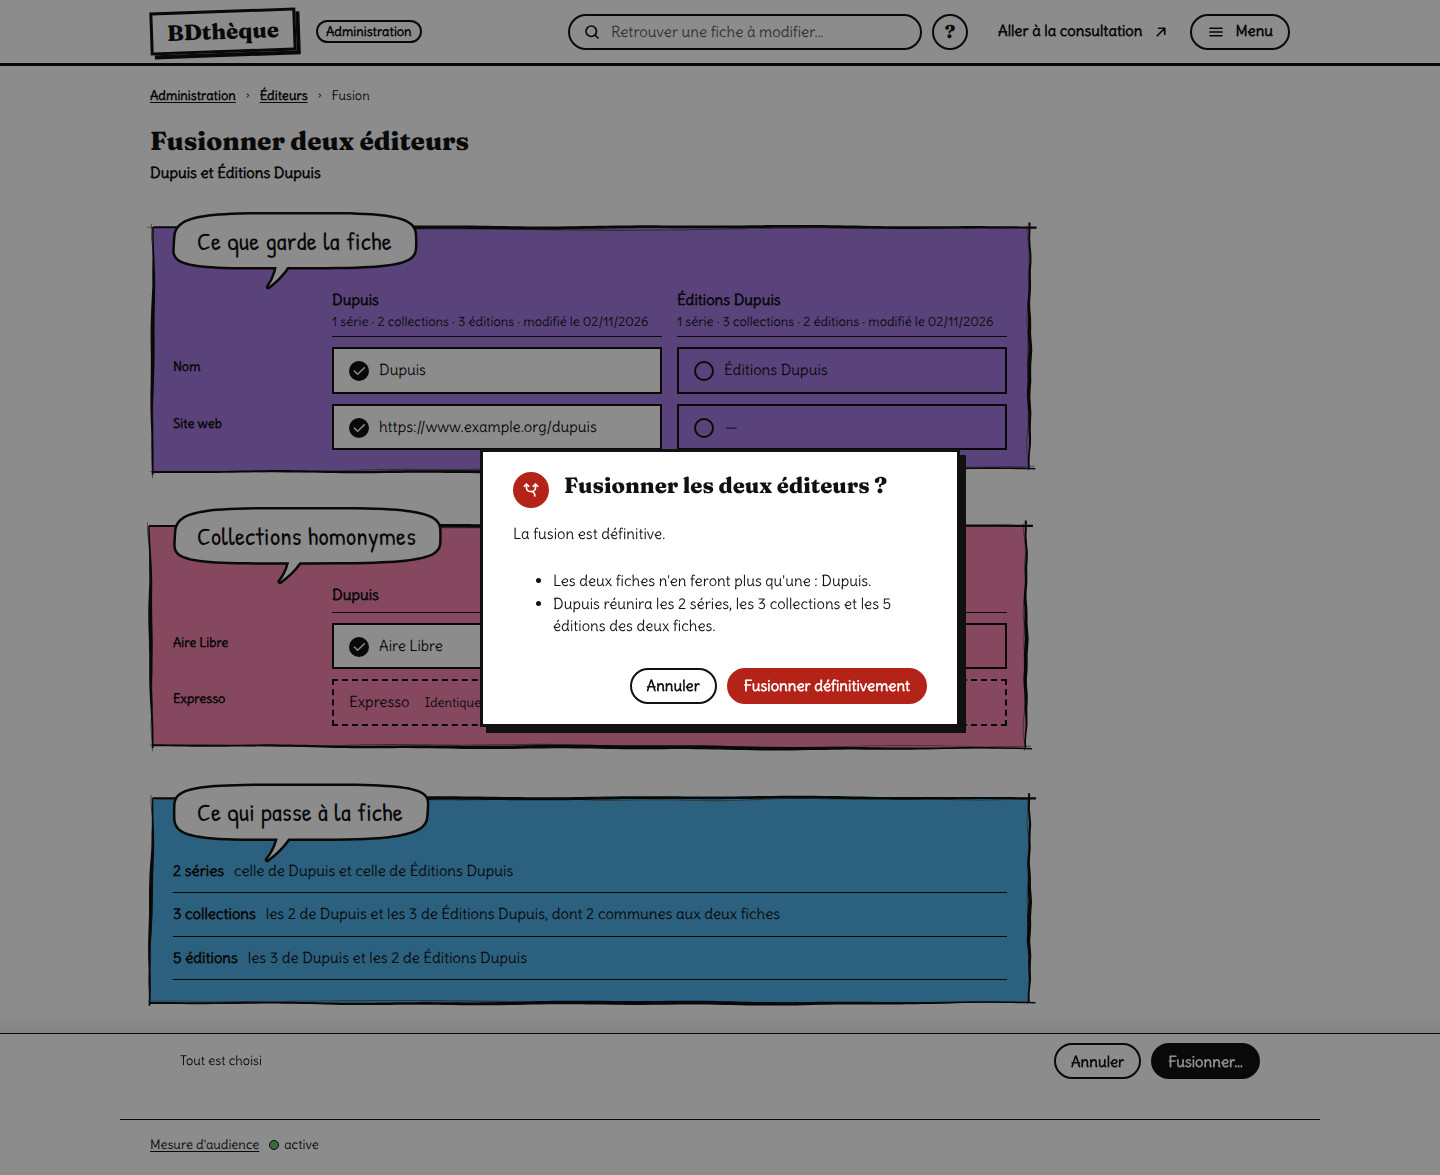 BDthèque
Administration
Retrouver une fiche à modifier...
?
Aller à la consultation
Menu
Administration › Éditeurs › Fusion
Fusionner deux éditeurs
Dupuis et Éditions Dupuis
Ce que garde la fiche
Dupuis
Éditions Dupuis
1 série · 2 collections · 3 éditions · modifié le 02/11/2026
1 série · 3 collections · 2 éditions · modifié le 02/11/2026
Nom
Dupuis
Éditions Dupuis
Site web
https://www.example.org/dupuis
—
Fusionner les deux éditeurs ?
La fusion est définitive.
• Les deux fiches n'en feront plus qu'une : Dupuis.
• Dupuis réunira les 2 séries, les 3 collections et les 5
éditions des deux fiches.
Annuler
Fusionner définitivement
Collections homonymes
Dupuis
Aire Libre
Aire Libre
Expresso
Expresso Identique
Ce qui passe à la fiche
2 séries celle de Dupuis et celle de Éditions Dupuis
3 collections les 2 de Dupuis et les 3 de Éditions Dupuis, dont 2 communes aux deux fiches
5 éditions les 3 de Dupuis et les 2 de Éditions Dupuis
Tout est choisi
Annuler
Fusionner...
Mesure d'audience
active